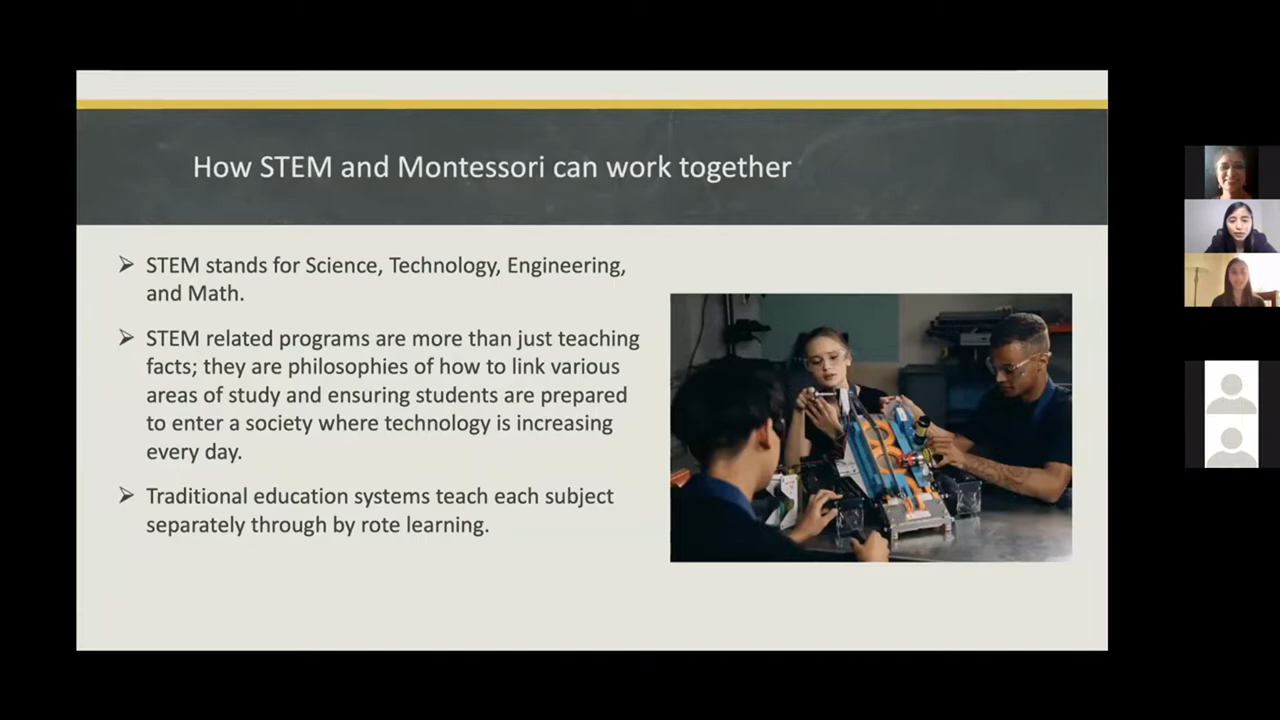 How STEM and Montessori can work together
STEM stands for Science, Technology, Engineering,
and Math.
STEM related programs are more than just teaching
facts; they are philosophies of how to link various
areas of study and ensuring students are prepared
to enter a society where technology is increasing
every day.
Traditional education systems teach each subject
separately through by rote learning.